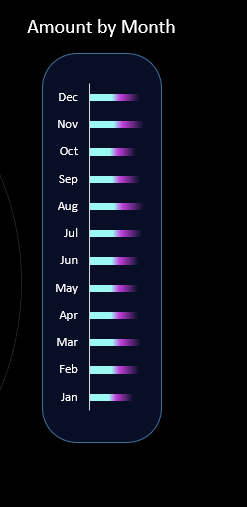 Amount by Month
Dec
Nov
Oct
Sep
Aug
Jul
Jun
May
Apr
Mar
Feb
Jan